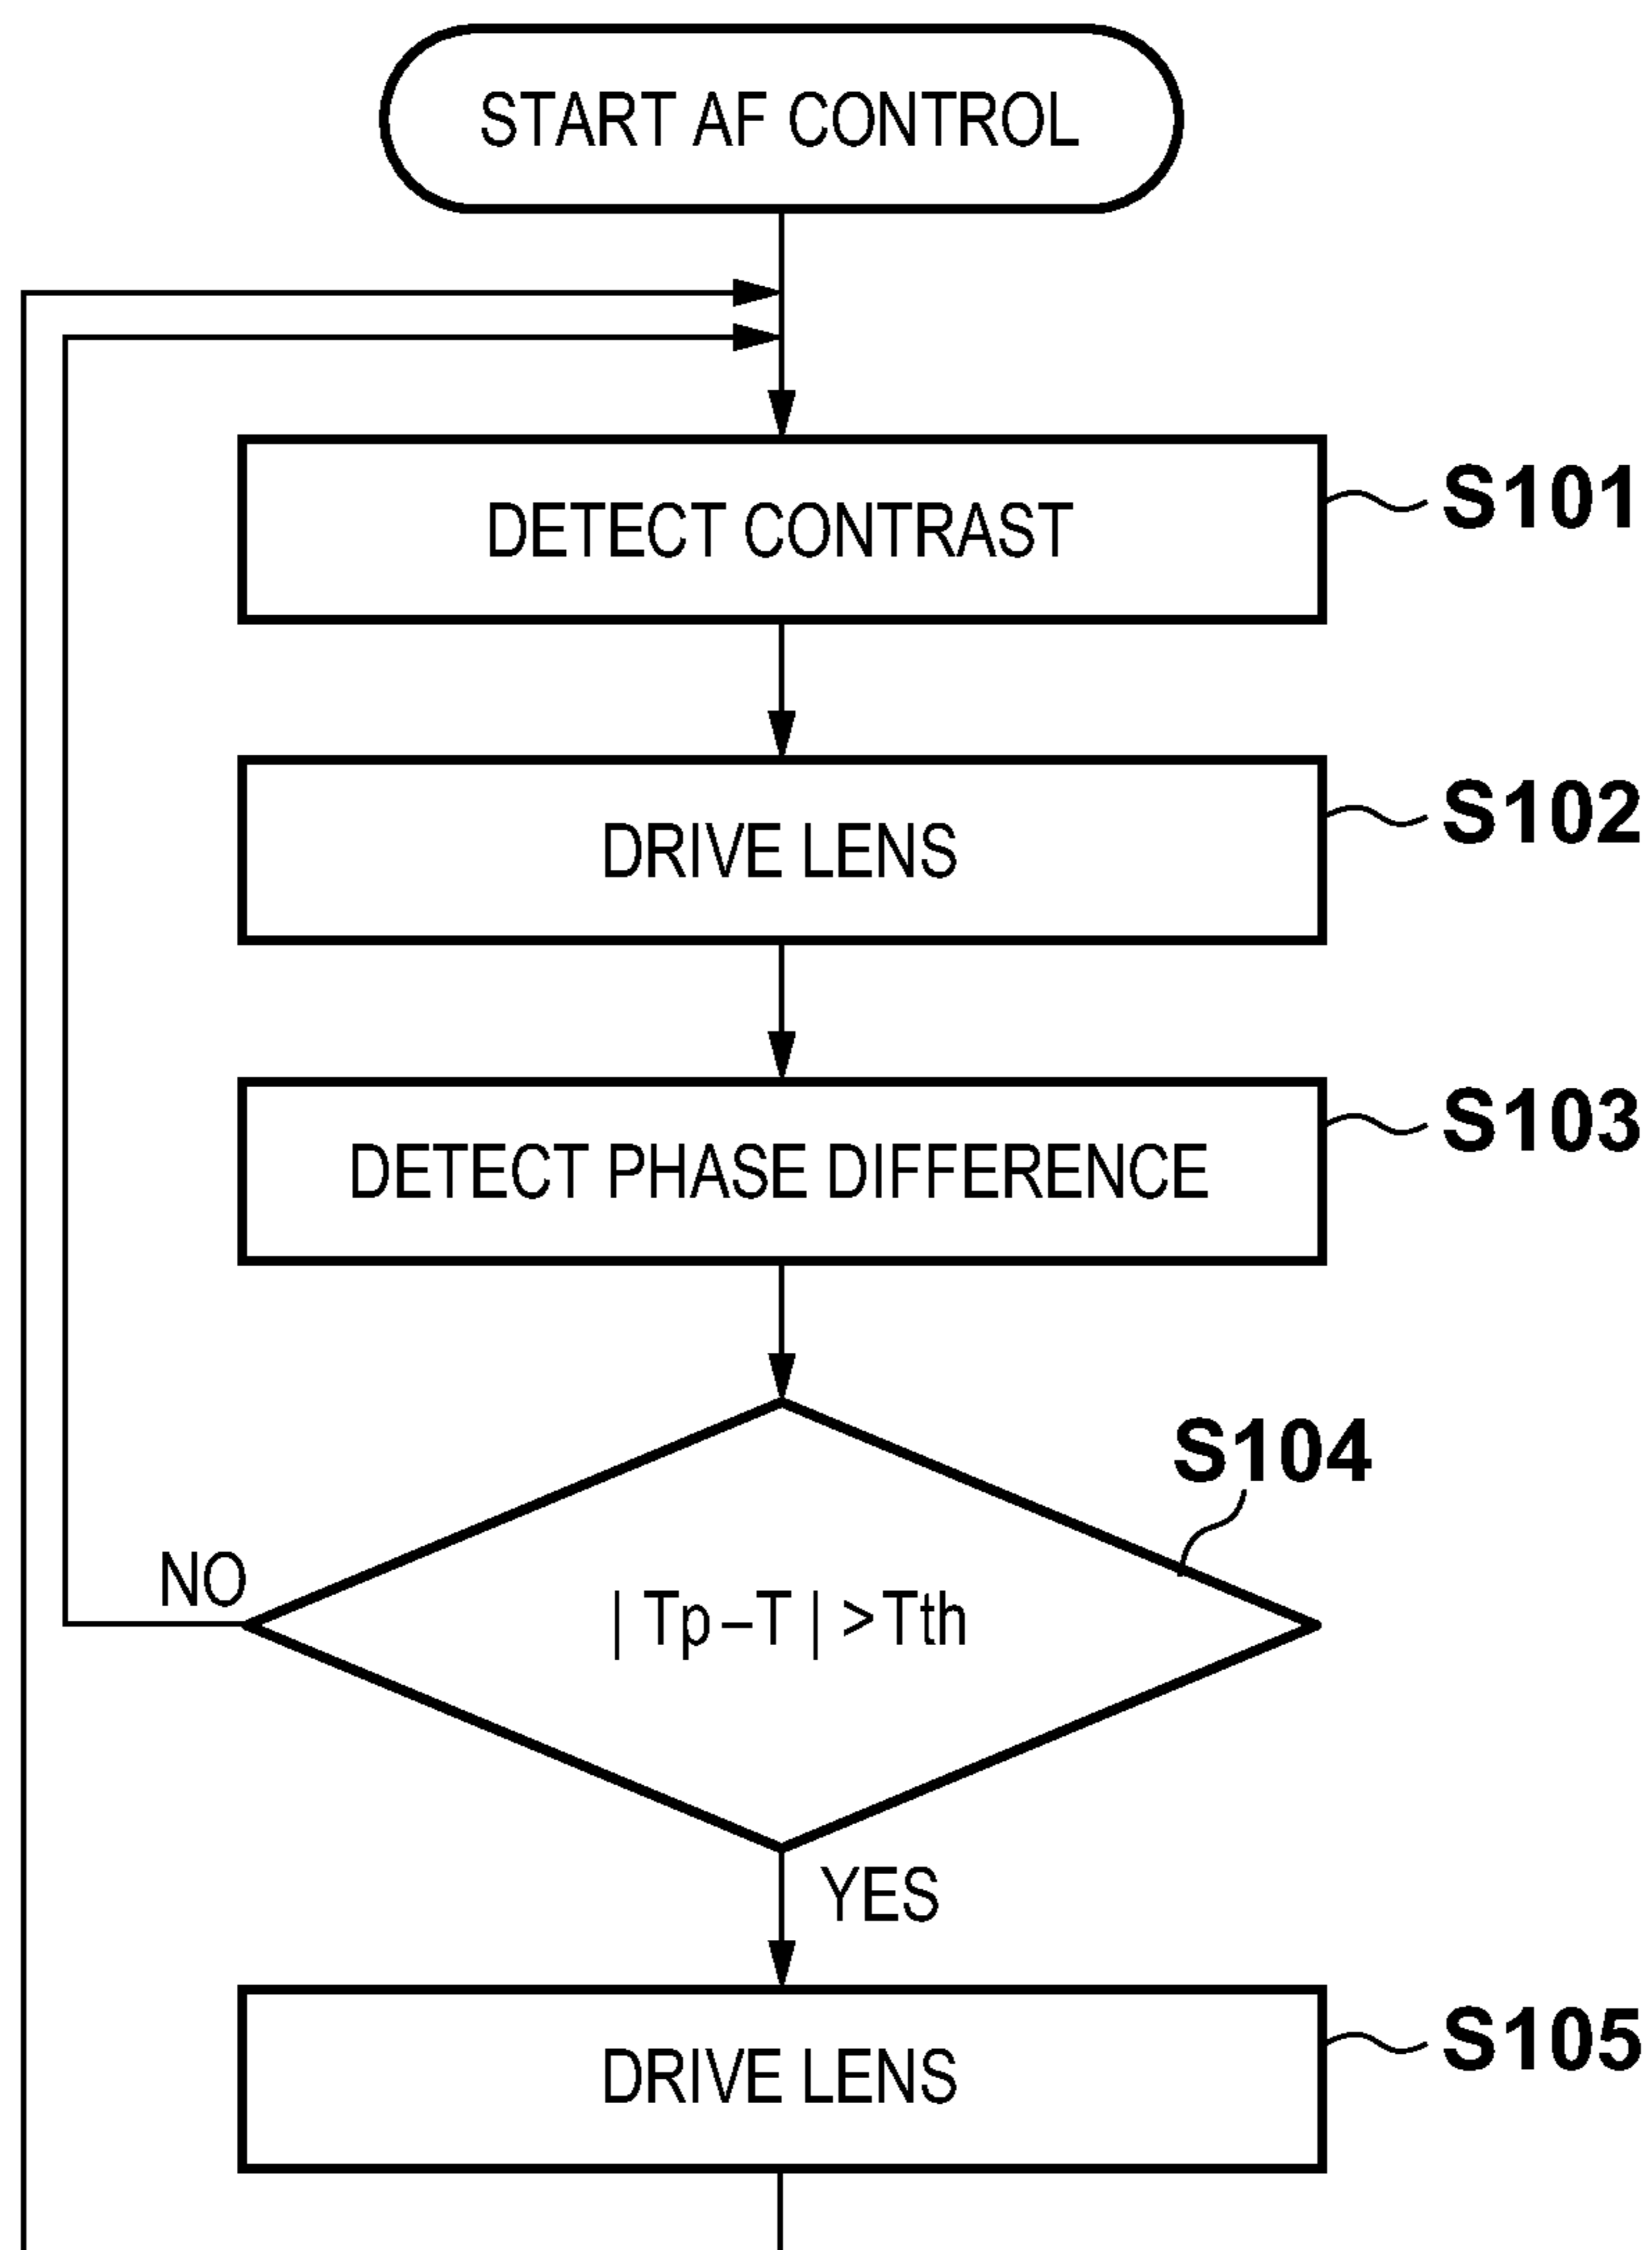 START AF CONTROL
DETECT CONTRAST
S101
DRIVE LENS
S102
DETECT PHASE DIFFERENCE
S103
S104
NO
| Tp–T | >Tth
YES
DRIVE LENS
S105